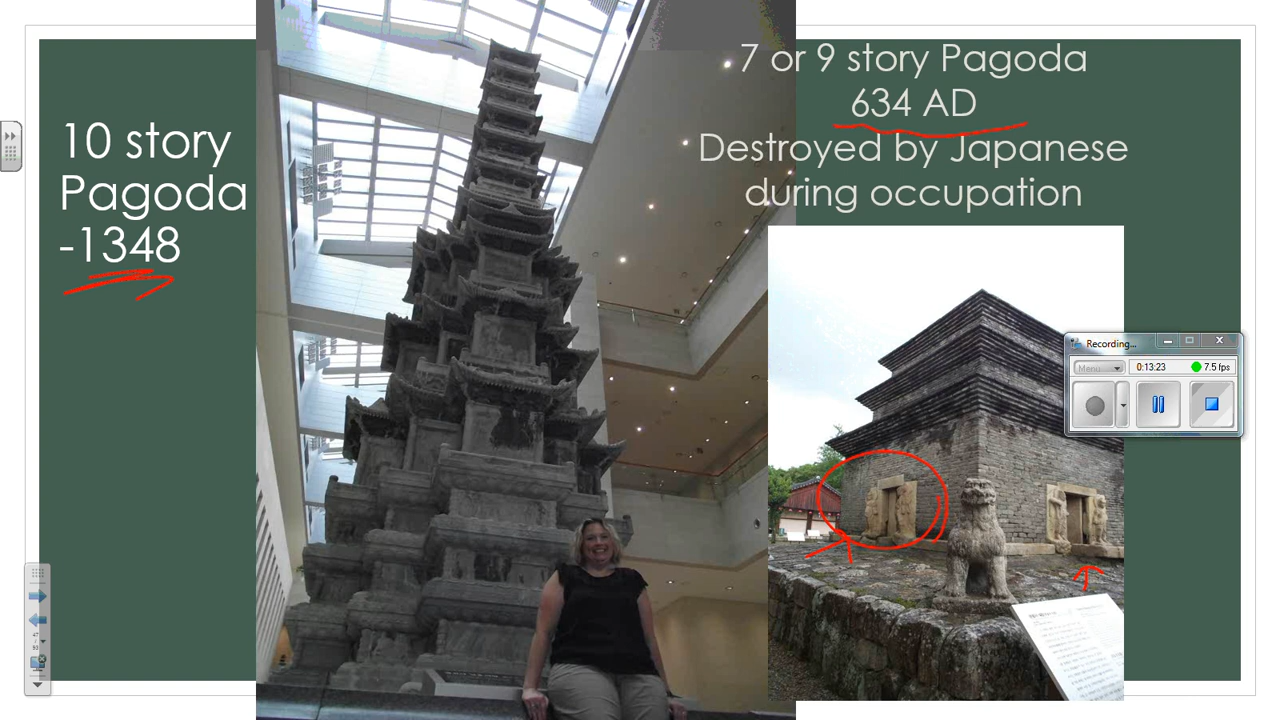 10 story
Pagoda
-1348
7 or 9 story Pagoda
634 AD
Destroyed by Japanese
during occupation
Recording...
Menu
0:13:23
7.5 fps